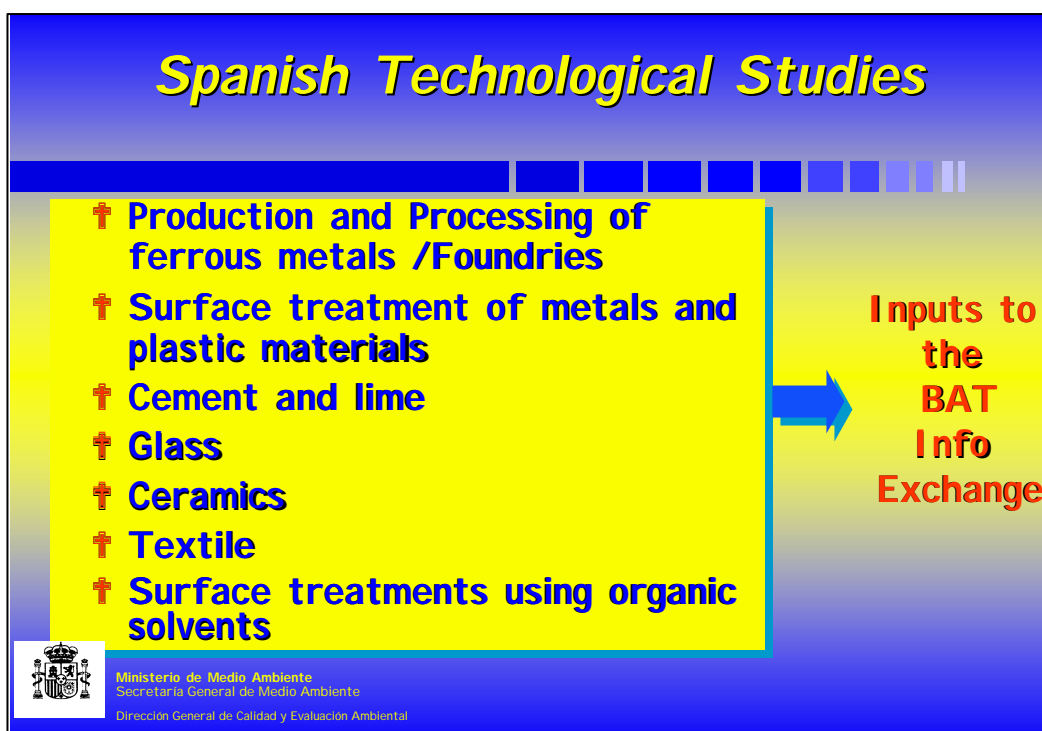 Spanish Technological Studies
Production and Processing of
ferrous metals /Foundries
Surface treatment of metals and
plastic materials
Cement and lime
Glass
Ceramics
Textile
Surface treatments using organic
solvents
Inputs to
the
BAT
Info
Exchange
Ministerio de Medio Ambiente
Secretaría General de Medio Ambiente
Dirección General de Calidad y Evaluación Ambiental